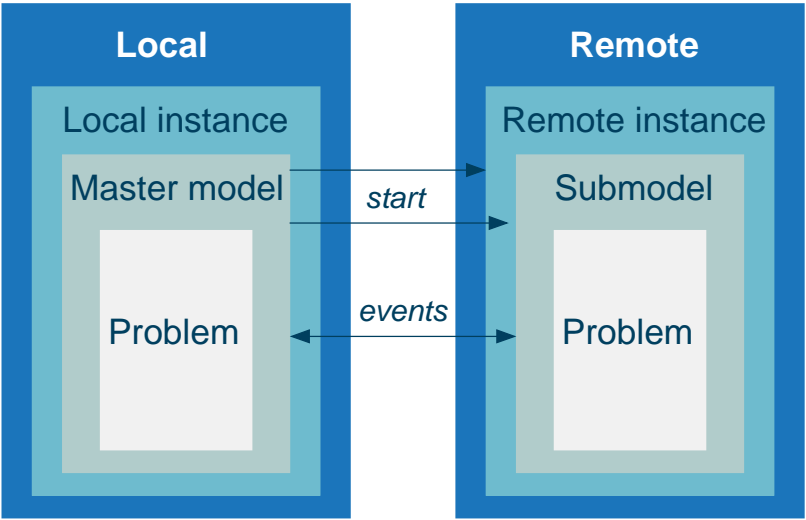 Local
Remote
Local instance
Remote instance
Master model
start
Submodel
events
Problem
Problem